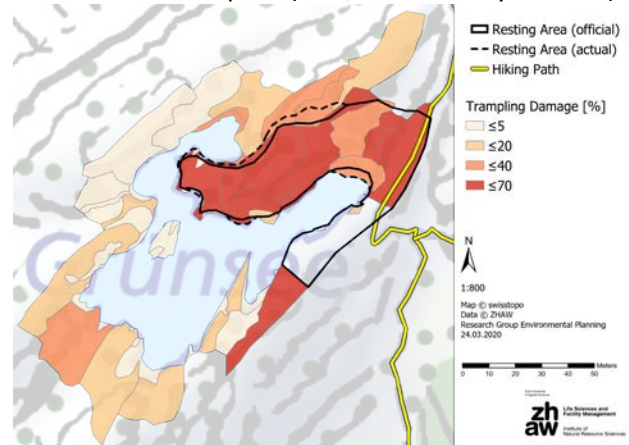 Resting Area (official)
Resting Area (actual)
Hiking Path
Trampling Damage [%]
≤5
≤20
≤40
≤70
Grünsee
N
1:800
Map © swisstopo
Data © ZHAW
Research Group Environmental Planning
24.03.2020
Meters
0 10 20 30 40 50
zh
aw
Life Sciences and
Facility Management
Institute of
Natural Resource Sciences